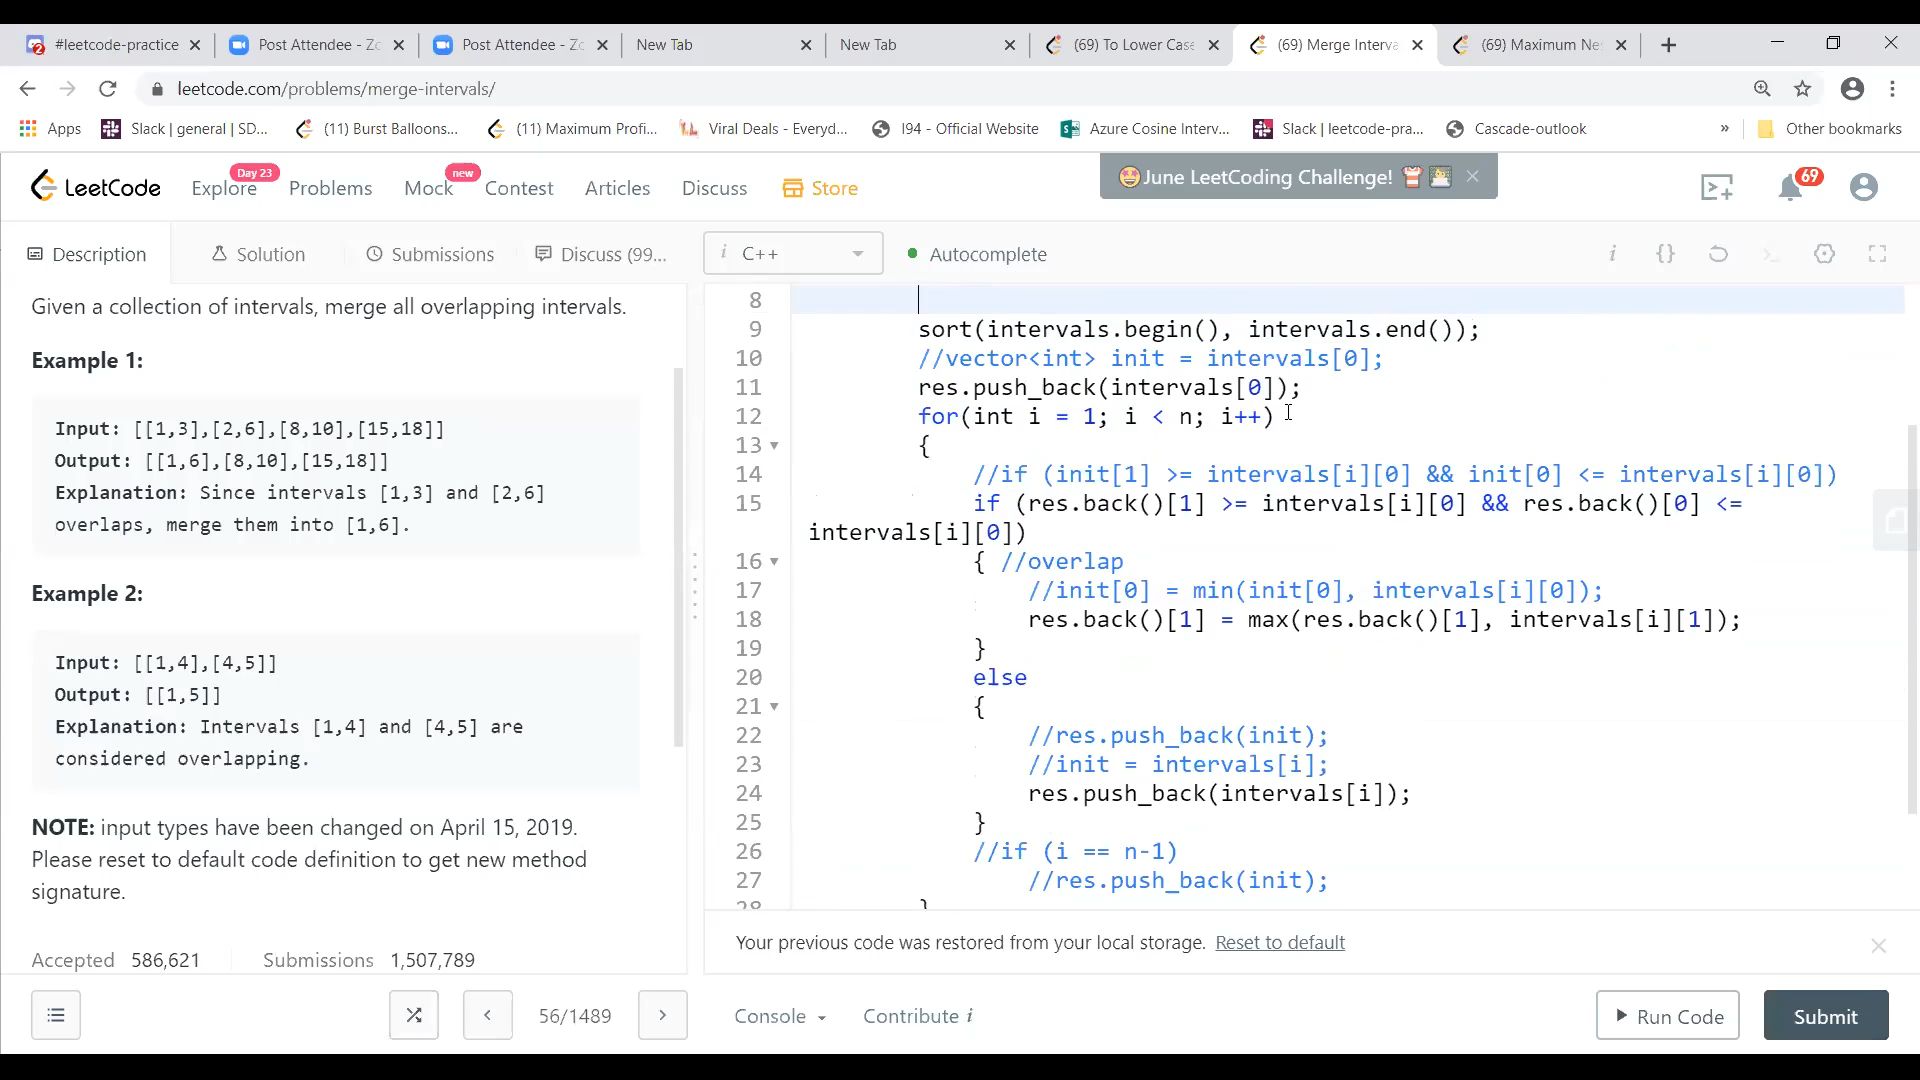 #leetcode-practice
Post Attendee - Zo
Post Attendee - Zo
New Tab
New Tab
(69) To Lower Case
(69) Merge Interva
(69) Maximum Ne
leetcode.com/problems/merge-intervals/
Apps
Slack | general | SD...
(11) Burst Balloons...
(11) Maximum Profi...
Viral Deals - Everyd...
I94 - Official Website
Azure Cosine Interv...
Slack | leetcode-pra...
Cascade-outlook
»
Other bookmarks
LeetCode
Explore
Day 23
Problems
Mock
new
Contest
Articles
Discuss
Store
June LeetCoding Challenge!
69
Description
Solution
Submissions
Discuss (99...
i C++
Autocomplete
Given a collection of intervals, merge all overlapping intervals.
Example 1:
Input: [[1,3],[2,6],[8,10],[15,18]]
Output: [[1,6],[8,10],[15,18]]
Explanation: Since intervals [1,3] and [2,6]
overlaps, merge them into [1,6].
Example 2:
Input: [[1,4],[4,5]]
Output: [[1,5]]
Explanation: Intervals [1,4] and [4,5] are
considered overlapping.
NOTE: input types have been changed on April 15, 2019.
Please reset to default code definition to get new method
signature.
Accepted 586,621 Submissions 1,507,789
8
9 sort(intervals.begin(), intervals.end());
10 //vector<int> init = intervals[0];
11 res.push_back(intervals[0]);
12 for(int i = 1; i < n; i++)
13 {
14 //if (init[1] >= intervals[i][0] && init[0] <= intervals[i][0])
15 if (res.back()[1] >= intervals[i][0] && res.back()[0] <=
intervals[i][0])
16 { //overlap
17 //init[0] = min(init[0], intervals[i][0]);
18 res.back()[1] = max(res.back()[1], intervals[i][1]);
19 }
20 else
21 {
22 //res.push_back(init);
23 //init = intervals[i];
24 res.push_back(intervals[i]);
25 }
26 //if (i == n-1)
27 //res.push_back(init);
28 }
Your previous code was restored from your local storage. Reset to default
56/1489
Console
Contribute i
Run Code
Submit